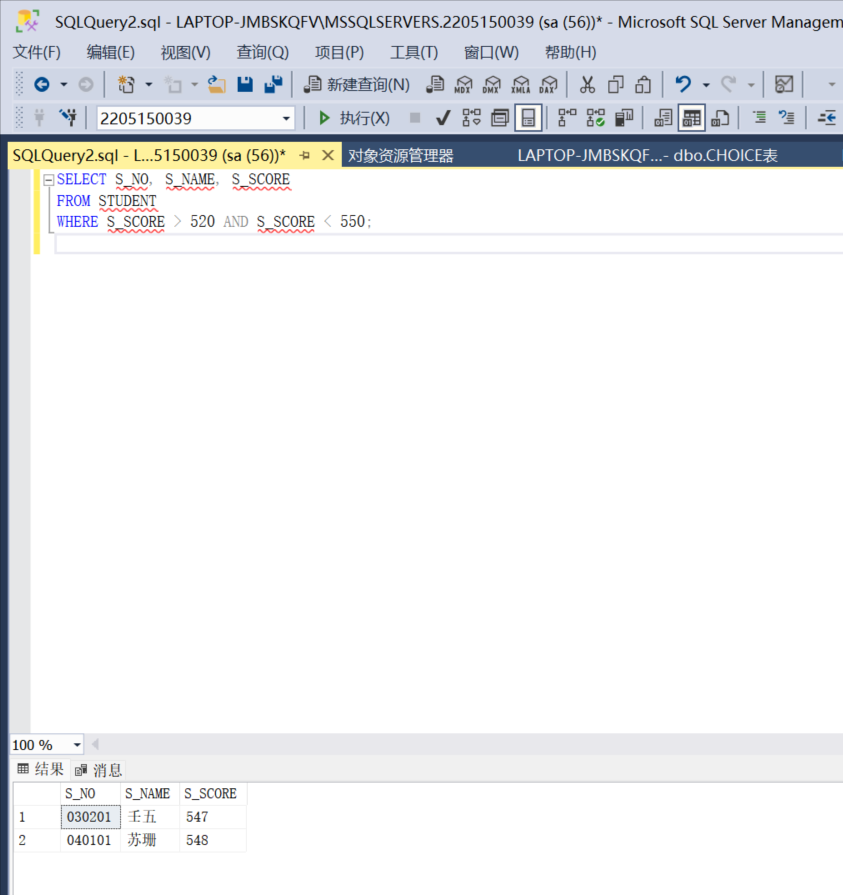 SQLQuery2.sql - LAPTOP-JMBSKQFV\MSSQLSERVERS.2205150039 (sa (56))* - Microsoft SQL Server Managem
文件(F) 编辑(E) 视图(V) 查询(Q) 项目(P) 工具(T) 窗口(W) 帮助(H)
新建查询(N) MDX DMX XMLA DAX
2205150039 执行(X)
SQLQuery2.sql - L...5150039 (sa (56))* 对象资源管理器 LAPTOP-JMBSKQF...- dbo.CHOICE表
SELECT S_NO, S_NAME, S_SCORE
FROM STUDENT
WHERE S_SCORE > 520 AND S_SCORE < 550;
100 %
结果 消息
S_NO S_NAME S_SCORE
1 030201 壬五 547
2 040101 苏珊 548